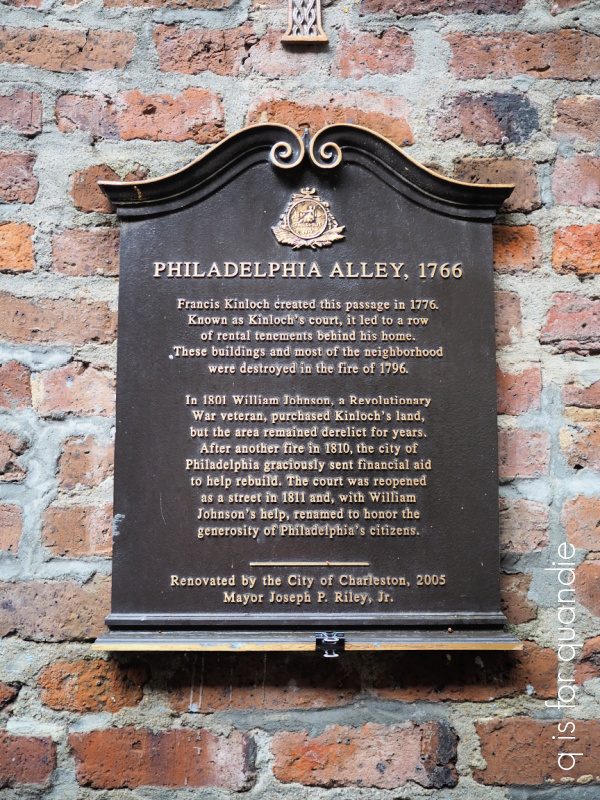 PHILADELPHIA ALLEY, 1766
Francis Kinloch created this passage in 1776.
Known as Kinloch's court, it led to a row
of rental tenements behind his home.
These buildings and most of the neighborhood
were destroyed in the fire of 1796.
In 1801 William Johnson, a Revolutionary
War veteran, purchased Kinloch's land,
but the area remained derelict for years.
After another fire in 1810, the city of
Philadelphia graciously sent financial aid
to help rebuild. The court was reopened
as a street in 1811 and, with William
Johnson's help, renamed to honor the
generosity of Philadelphia's citizens.
Renovated by the City of Charleston, 2005
Mayor Joseph P. Riley, Jr.
q is for quandie